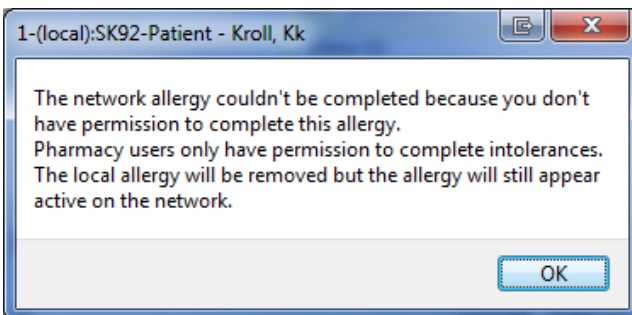 1-(local):SK92-Patient - Kroll, Kk
The network allergy couldn't be completed because you don't
have permission to complete this allergy.
Pharmacy users only have permission to complete intolerances.
The local allergy will be removed but the allergy will still appear
active on the network.
OK